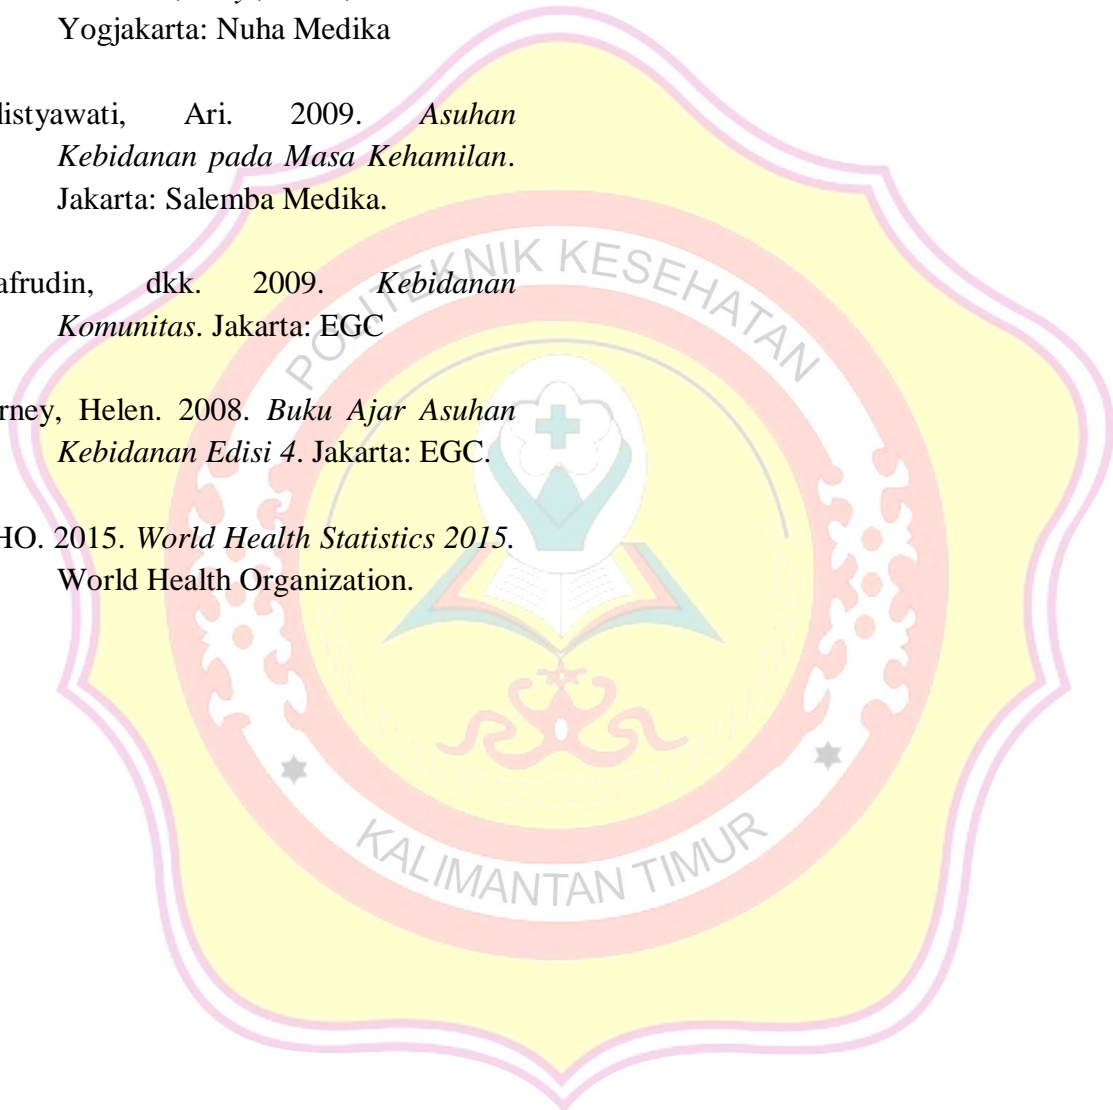 Yogjakarta: Nuha Medika
listyawati, Ari. 2009. Asuhan
Kebidanan pada Masa Kehamilan.
Jakarta: Salemba Medika.
afrudin, dkk. 2009. Kebidanan
Komunitas. Jakarta: EGC
rney, Helen. 2008. Buku Ajar Asuhan
Kebidanan Edisi 4. Jakarta: EGC.
HO. 2015. World Health Statistics 2015.
World Health Organization.
POLITEKNIK KESEHATAN
KALIMANTAN TIMUR